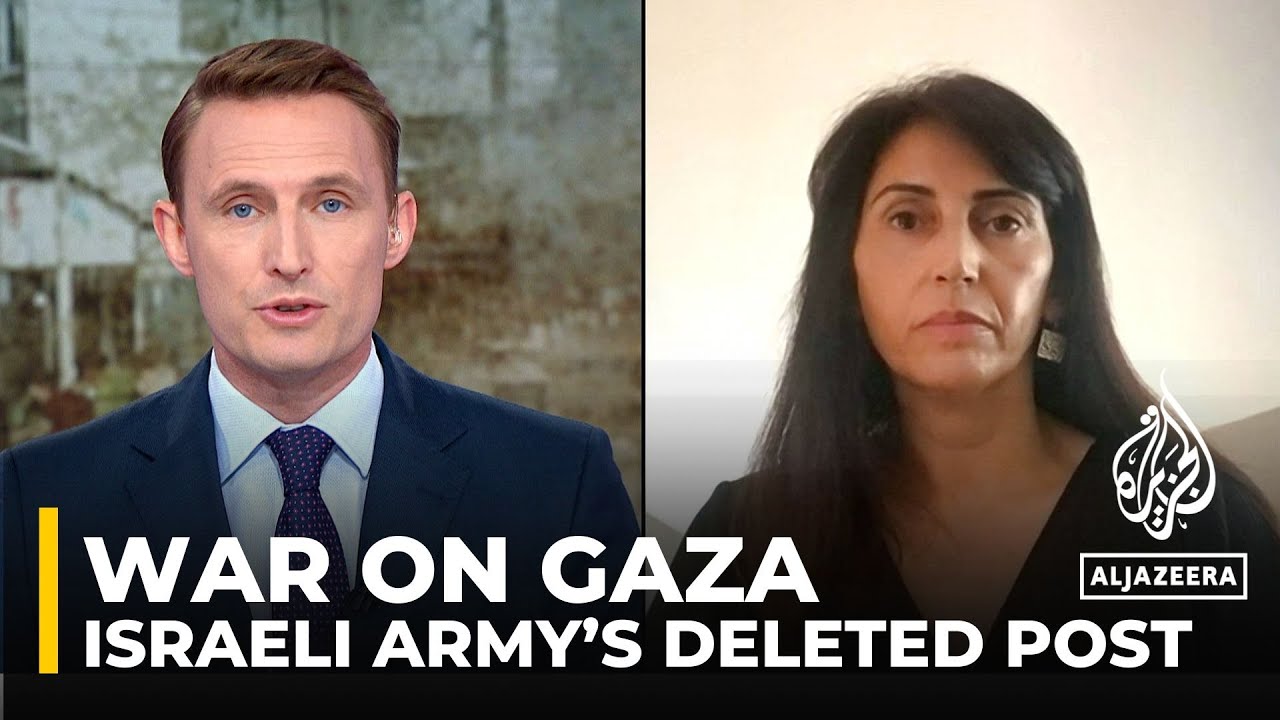 WAR ON GAZA
ISRAELI ARMY'S DELETED POST
الجزيرة
ALJAZEERA